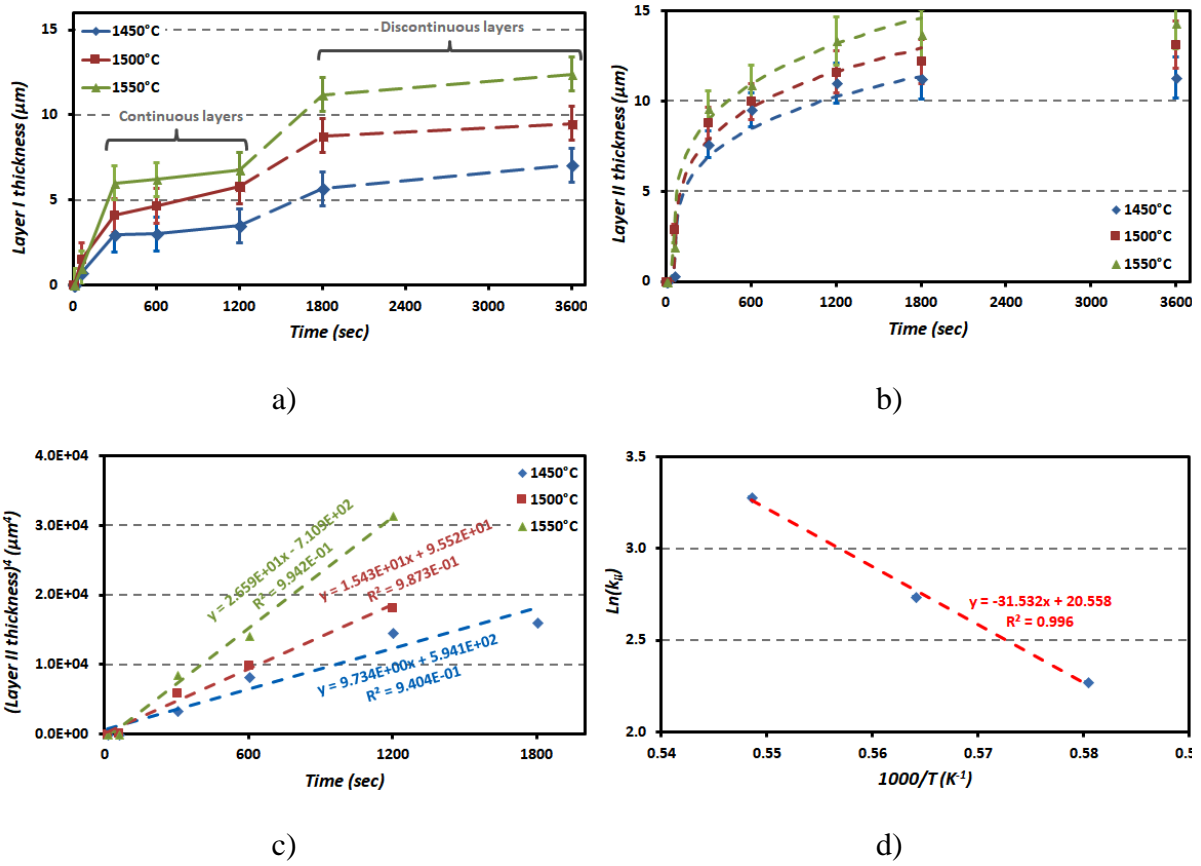 15
10
5
0
Layer I thickness (µm)
1450°C
1500°C
1550°C
Continuous layers
Discontinuous layers
0
600
1200
1800
2400
3000
3600
Time (sec)
a)
15
10
5
0
Layer II thickness (µm)
1450°C
1500°C
1550°C
0
600
1200
1800
2400
3000
3600
Time (sec)
b)
4.0E+04
3.0E+04
2.0E+04
1.0E+04
0.0E+00
(Layer II thickness)⁴ (µm⁴)
1450°C
1500°C
1550°C
y = 2.659E+01x - 7.109E+02
R² = 9.942E-01
y = 1.543E+01x + 9.552E+01
R² = 9.873E-01
y = 9.734E+00x + 5.941E+02
R² = 9.404E-01
0
600
1200
1800
Time (sec)
c)
3.5
3.0
2.5
2.0
Ln(kᵢᵢ)
y = -31.532x + 20.558
R² = 0.996
0.54
0.55
0.56
0.57
0.58
1000/T (K⁻¹)
d)